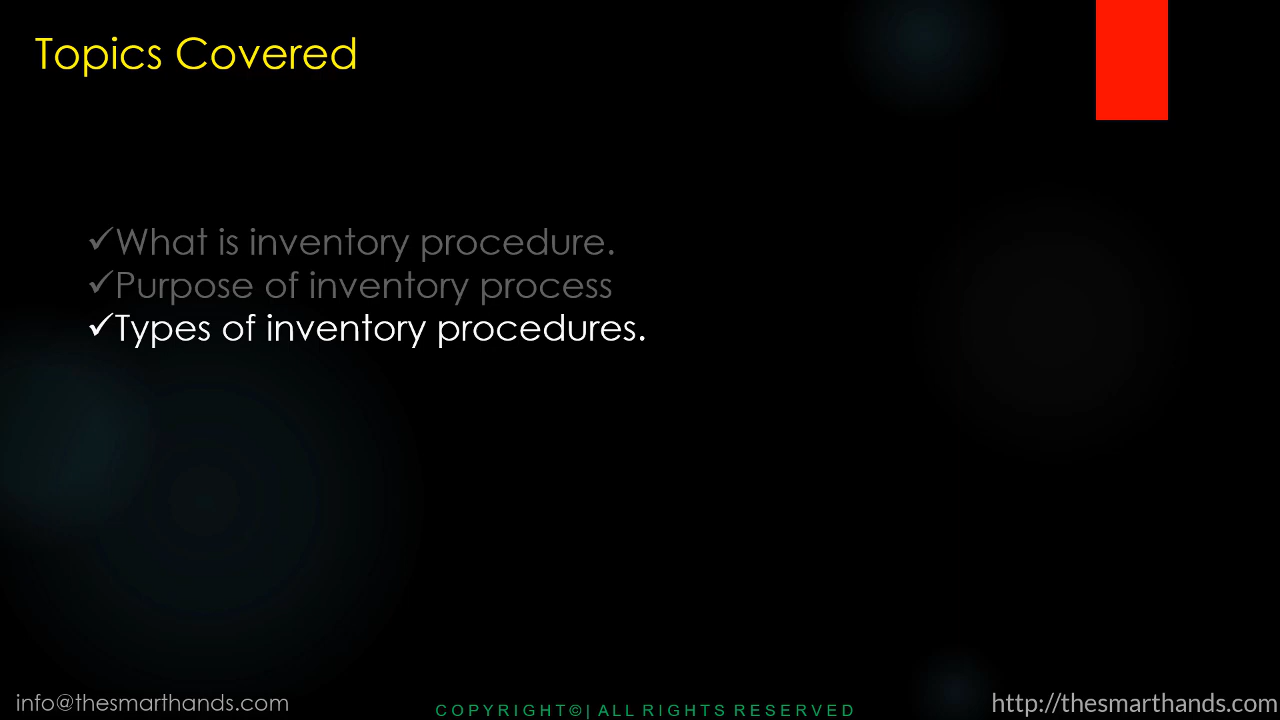 Topics Covered
✓What is inventory procedure.
✓Purpose of inventory process
✓Types of inventory procedures.
info@thesmarthands.com
COPYRIGHT©| ALL RIGHTS RESERVED
http://thesmarthands.com